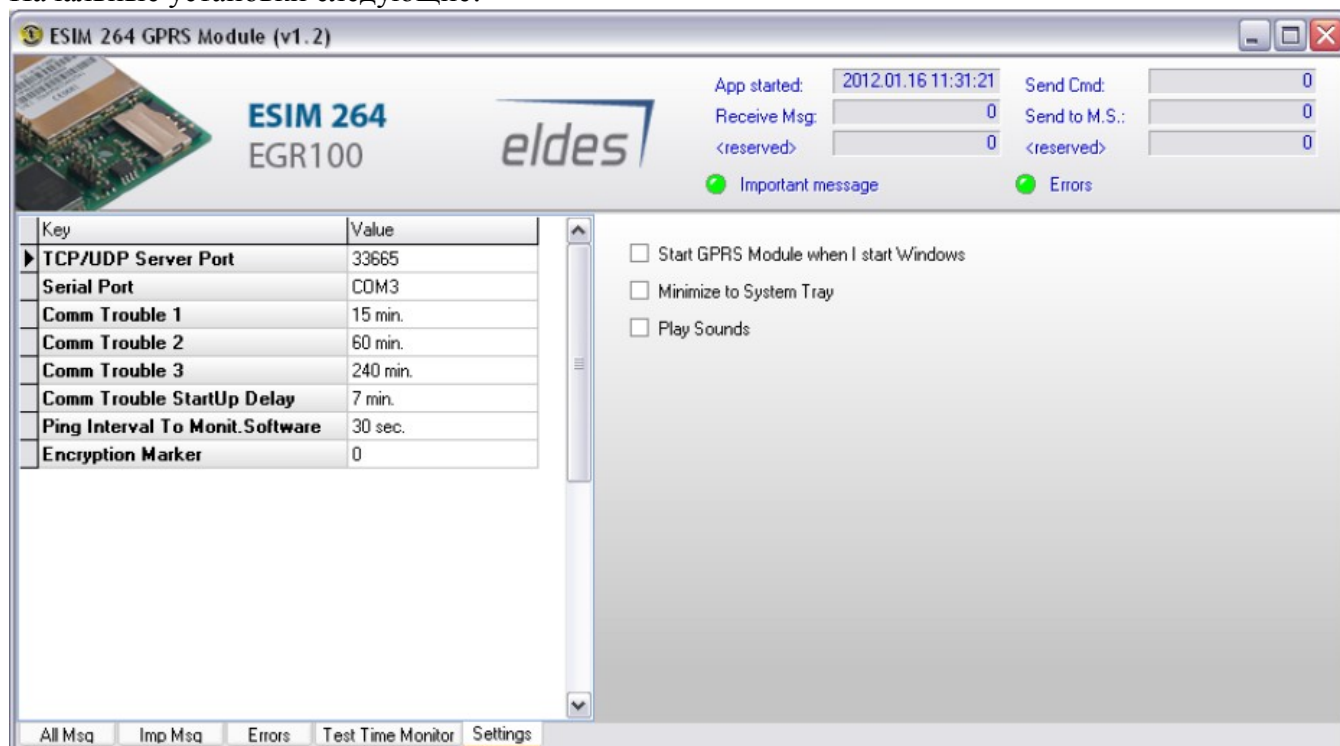 Начальные установки следующие:
ESIM 264 GPRS Module (v1.2)
ESIM 264
EGR100
eldes
App started: 2012.01.16 11:31:21 Send Cmd: 0
Receive Msg: 0 Send to M.S.: 0
<reserved> 0 <reserved> 0
Important message Errors
Key Value
TCP/UDP Server Port 33665
Serial Port COM3
Comm Trouble 1 15 min.
Comm Trouble 2 60 min.
Comm Trouble 3 240 min.
Comm Trouble StartUp Delay 7 min.
Ping Interval To Monit.Software 30 sec.
Encryption Marker 0
Start GPRS Module when I start Windows
Minimize to System Tray
Play Sounds
All Msg Imp Msg Errors Test Time Monitor Settings